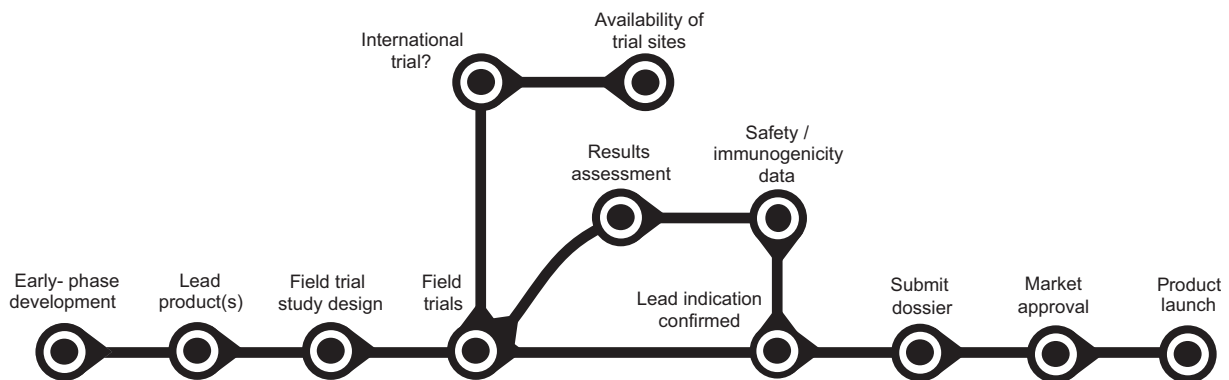 Availability of
trial sites
International
trial?
Safety /
immunogenicity
data
Results
assessment
Early- phase
development
Lead
product(s)
Field trial
study design
Field
trials
Lead indication
confirmed
Submit
dossier
Market
approval
Product
launch